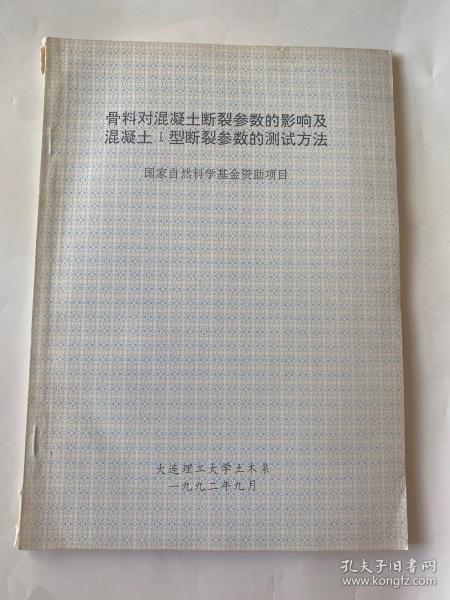 骨料对混凝土断裂参数的影响及
混凝土I型断裂参数的测试方法
国家自然科学基金资助项目
大连理工大学土木系
一九九二年九月
孔夫子旧书网
www.kongfz.com